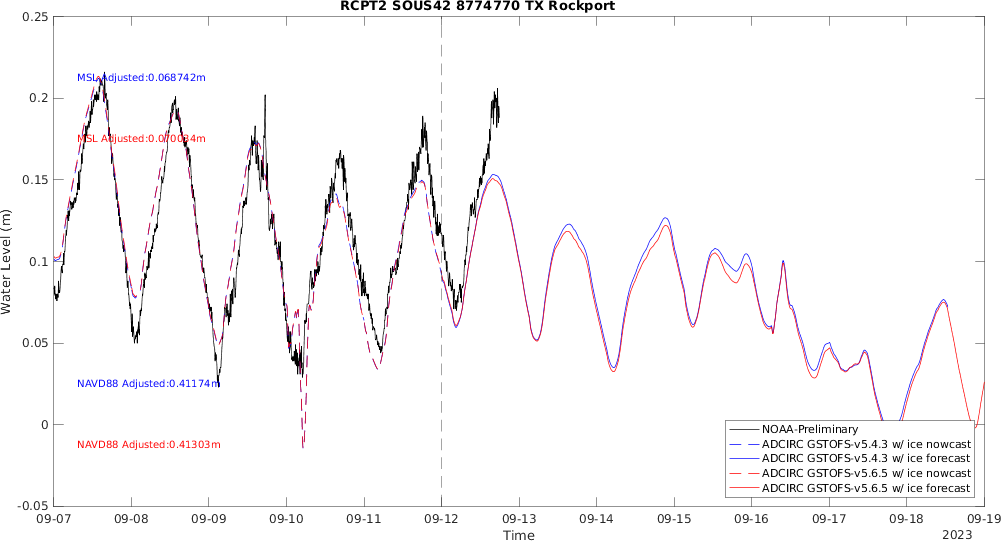 RCPT2 SOUS42 8774770 TX Rockport
0.25
0.2
0.15
0.1
0.05
0
-0.05
Water Level (m)
MSL Adjusted:0.068742m
MSL Adjusted:0.070034m
NAVD88 Adjusted:0.41174m
NAVD88 Adjusted:0.41303m
NOAA-Preliminary
ADCIRC GSTOFS-v5.4.3 w/ ice nowcast
ADCIRC GSTOFS-v5.4.3 w/ ice forecast
ADCIRC GSTOFS-v5.6.5 w/ ice nowcast
ADCIRC GSTOFS-v5.6.5 w/ ice forecast
09-07 09-08 09-09 09-10 09-11 09-12 09-13 09-14 09-15 09-16 09-17 09-18 09-19
Time
2023